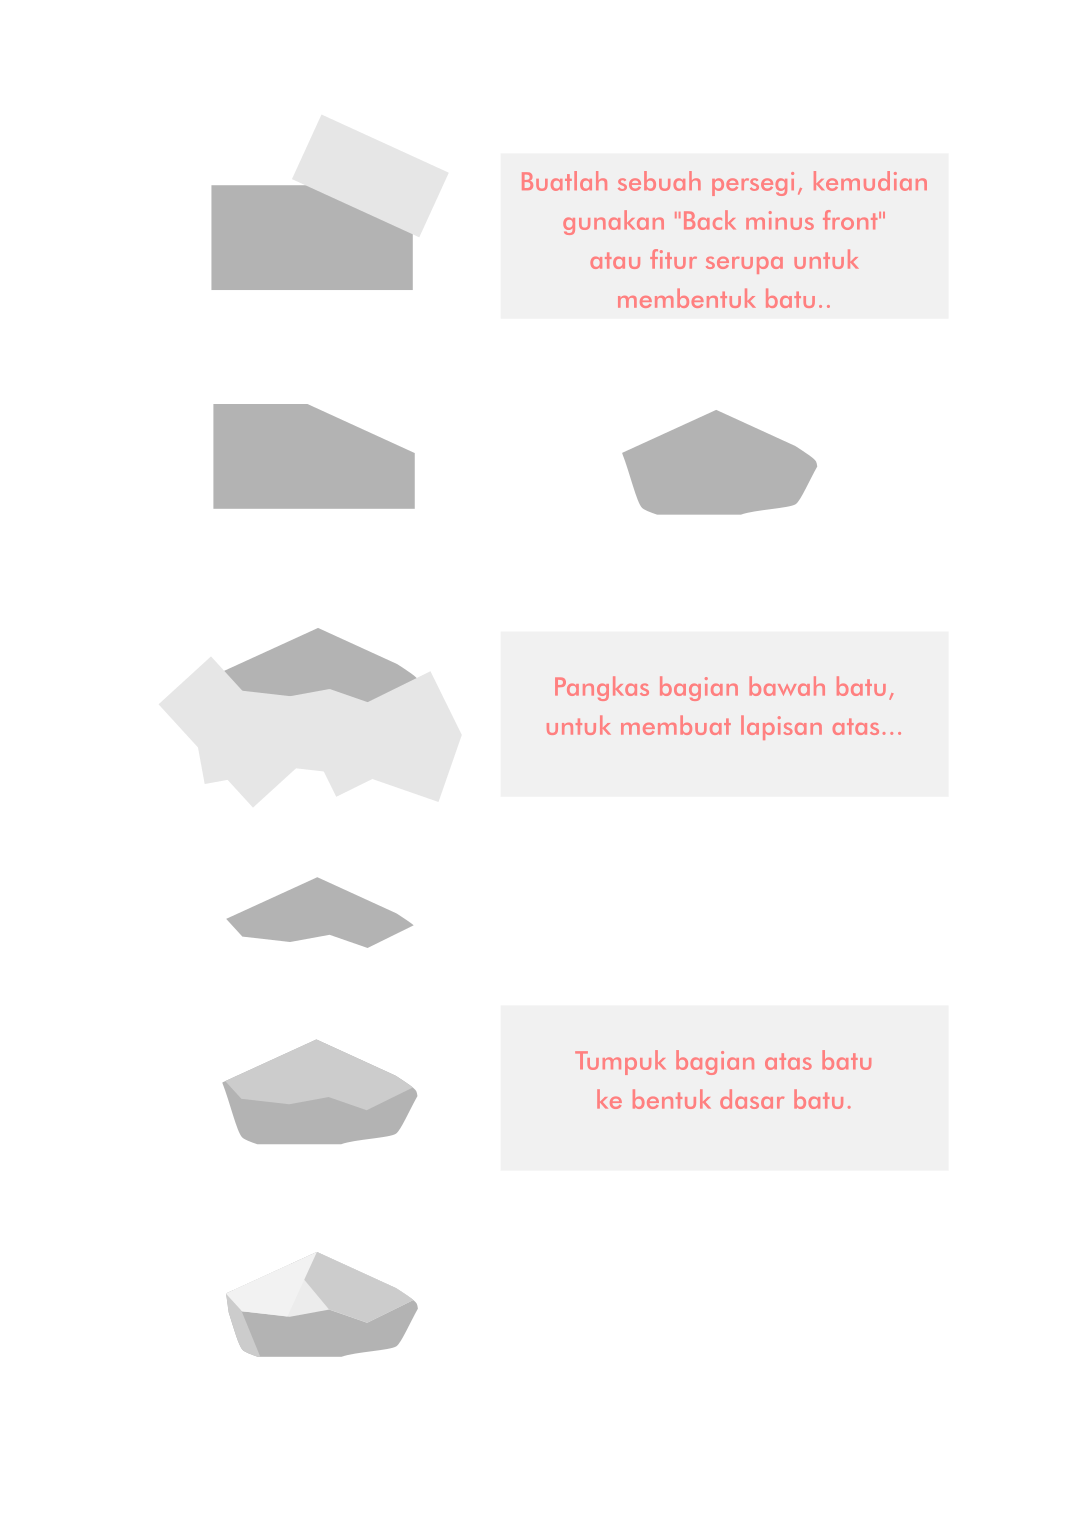 Buatlah sebuah persegi, kemudian
gunakan "Back minus front"
atau fitur serupa untuk
membentuk batu..
Pangkas bagian bawah batu,
untuk membuat lapisan atas...
Tumpuk bagian atas batu
ke bentuk dasar batu.